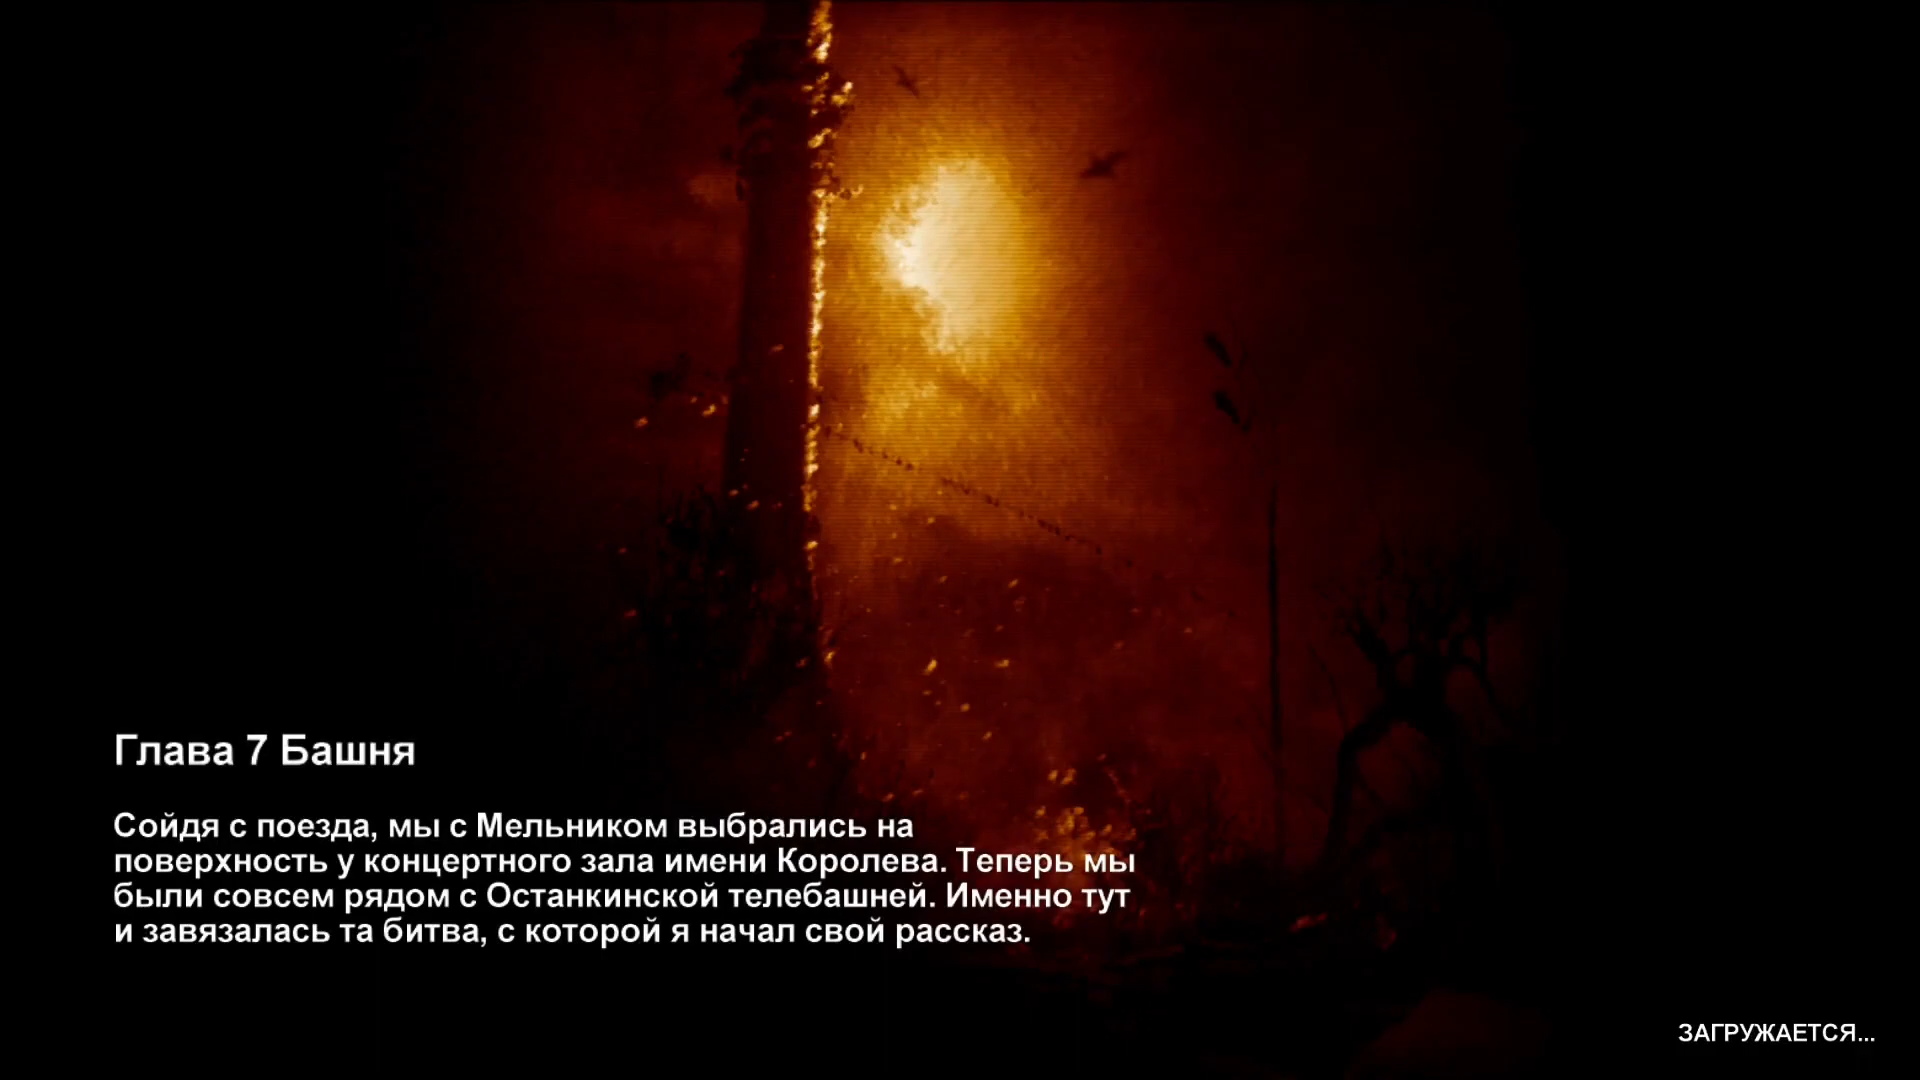 Глава 7 Башня
Сойдя с поезда, мы с Мельником выбрались на
поверхность у концертного зала имени Королева. Теперь мы
были совсем рядом с Останкинской телебашней. Именно тут
и завязалась та битва, с которой я начал свой рассказ.
ЗАГРУЖАЕТСЯ...